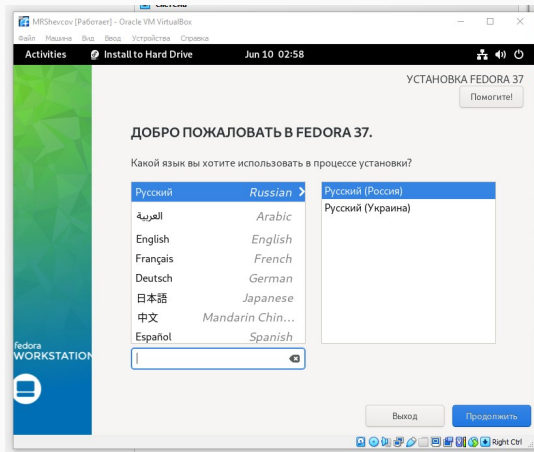 Система
MRShevcov [Работает] - Oracle VM VirtualBox
Файл Машина Вид Ввод Устройства Справка
Activities Install to Hard Drive Jun 10 02:58
УСТАНОВКА FEDORA 37
Помогите!
ДОБРО ПОЖАЛОВАТЬ В FEDORA 37.
Какой язык вы хотите использовать в процессе установки?
Русский Russian
العربية Arabic
English English
Français French
Deutsch German
日本語 Japanese
中文 Mandarin Chin...
Español Spanish
Русский (Россия)
Русский (Украина)
fedora
WORKSTATION
Выход Продолжить
Right Ctrl